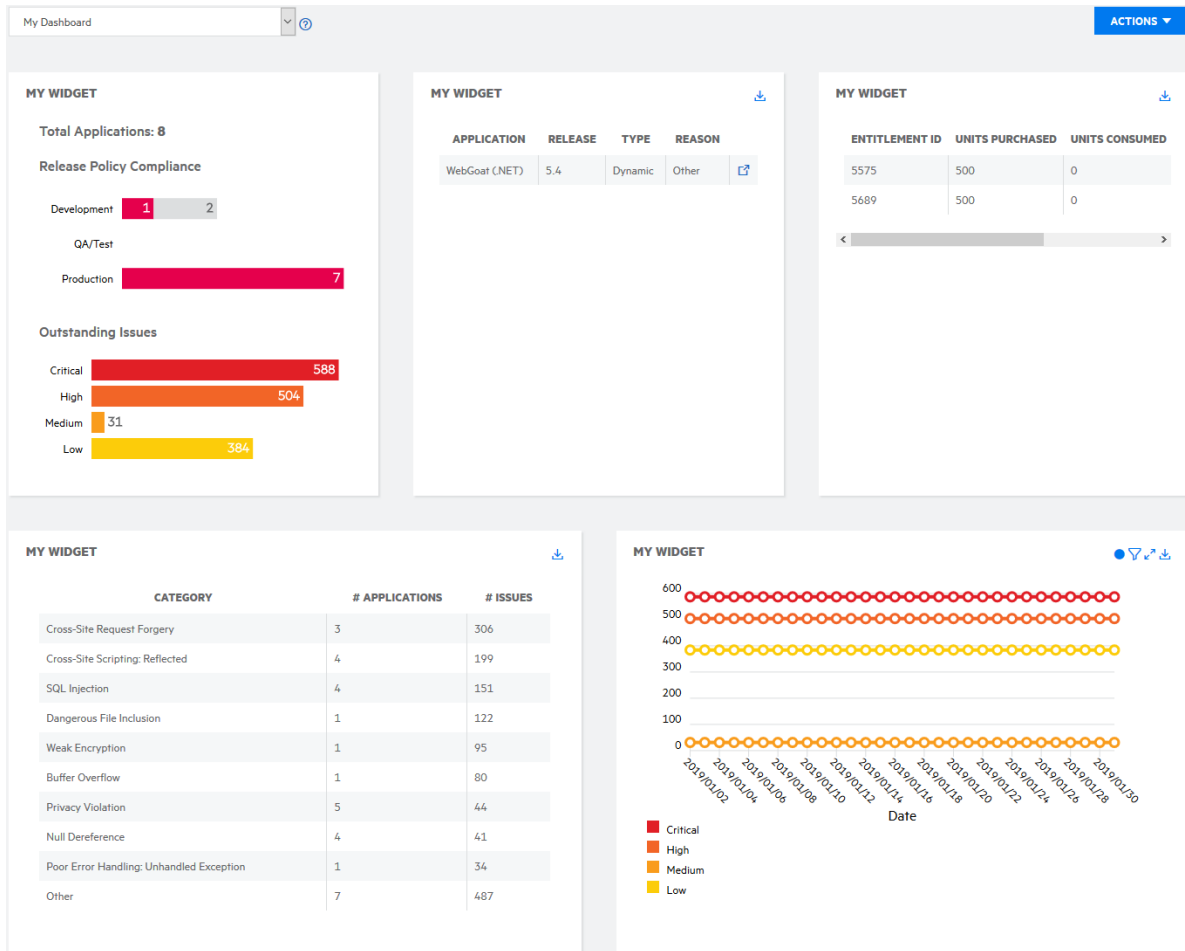 My Dashboard
ACTIONS
MY WIDGET
Total Applications: 8
Release Policy Compliance
Development 1 2
QA/Test
Production 7
Outstanding Issues
Critical 588
High 504
Medium 31
Low 384
MY WIDGET
APPLICATION RELEASE TYPE REASON
WebGoat (.NET) 5.4 Dynamic Other
MY WIDGET
ENTITLEMENT ID UNITS PURCHASED UNITS CONSUMED
5575 500 0
5689 500 0
MY WIDGET
CATEGORY # APPLICATIONS # ISSUES
Cross-Site Request Forgery 3 306
Cross-Site Scripting: Reflected 4 199
SQL Injection 4 151
Dangerous File Inclusion 1 122
Weak Encryption 1 95
Buffer Overflow 1 80
Privacy Violation 5 44
Null Dereference 4 41
Poor Error Handling: Unhandled Exception 1 34
Other 7 487
MY WIDGET
600
500
400
300
200
100
0
2019/01/02 2019/01/04 2019/01/06 2019/01/08 2019/01/10 2019/01/12 2019/01/14 2019/01/16 2019/01/18 2019/01/20 2019/01/22 2019/01/24 2019/01/26 2019/01/28 2019/01/30
Date
Critical
High
Medium
Low